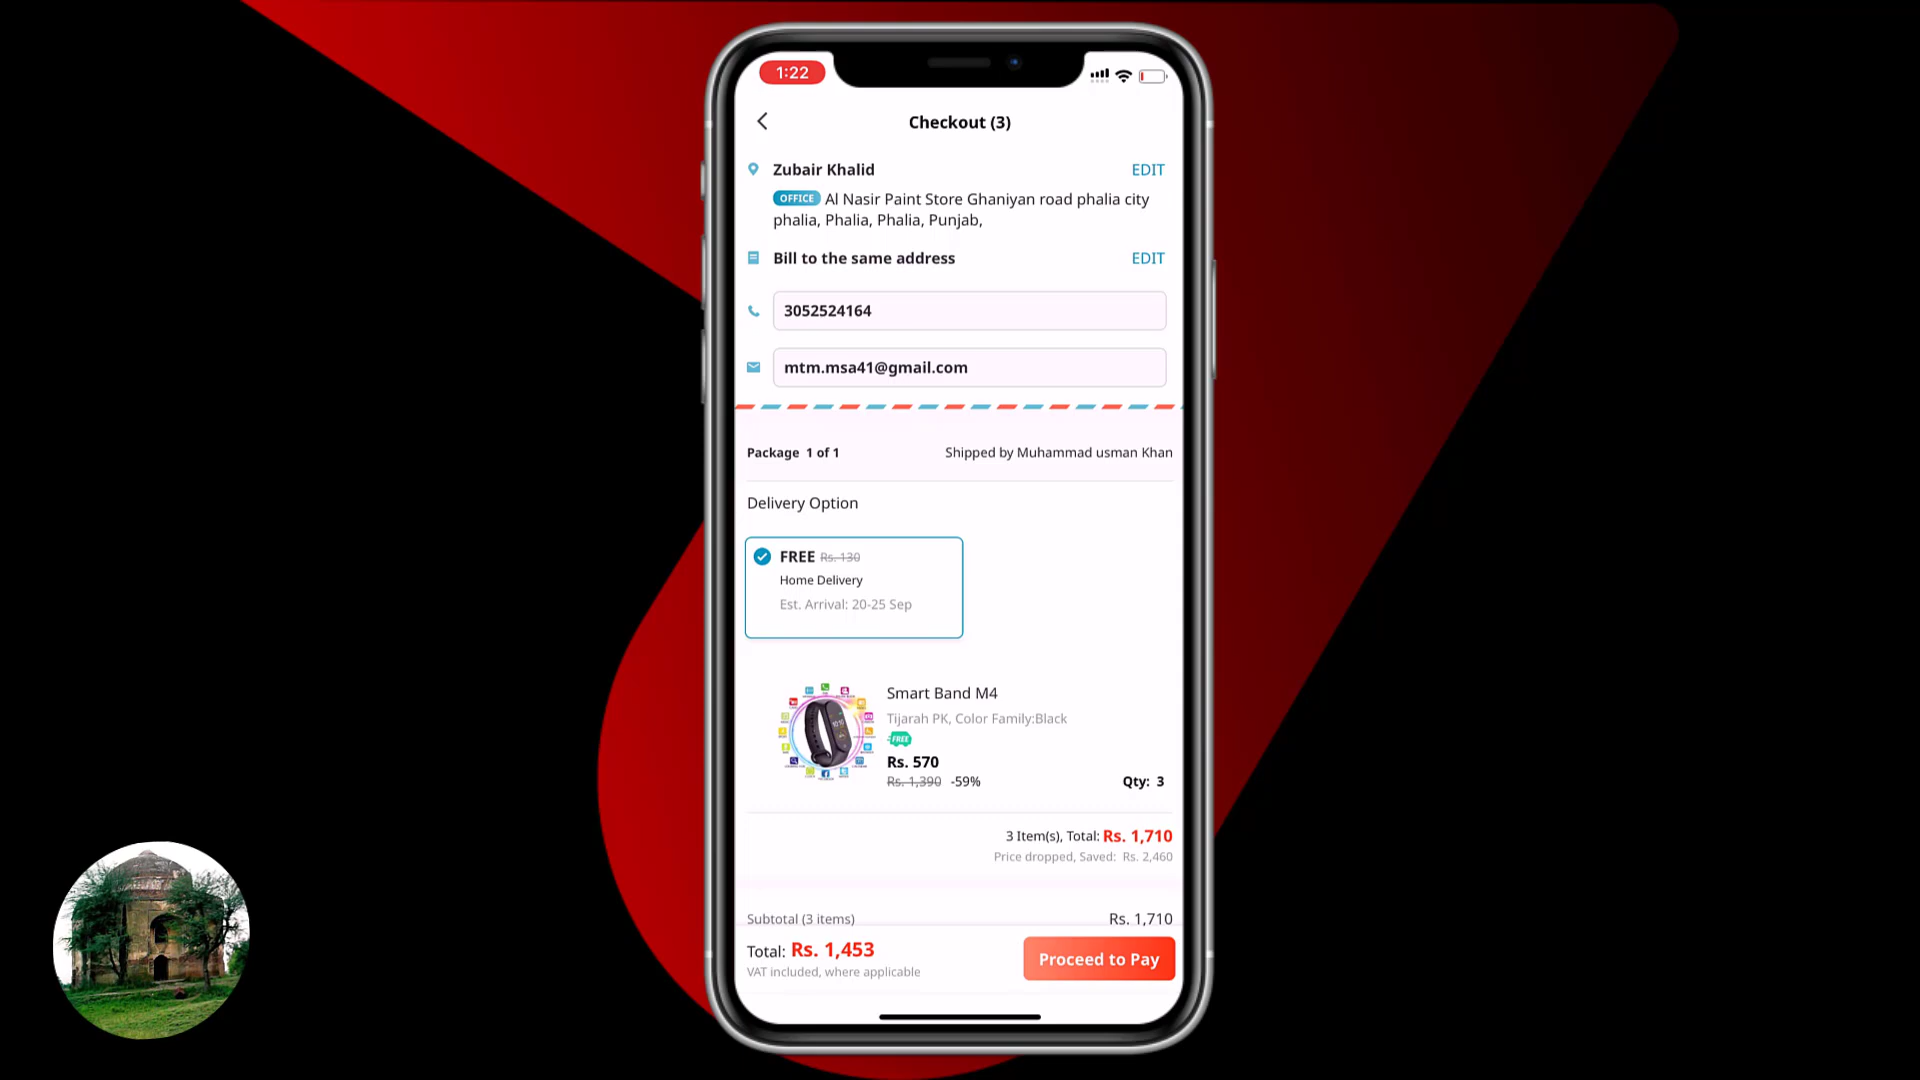 1:22
Checkout (3)
Zubair Khalid
EDIT
OFFICE Al Nasir Paint Store Ghaniyan road phalia city
phalia, Phalia, Phalia, Punjab,
Bill to the same address
EDIT
3052524164
mtm.msa41@gmail.com
Package 1 of 1
Shipped by Muhammad usman Khan
Delivery Option
FREE Rs. 130
Home Delivery
Est. Arrival: 20-25 Sep
Smart Band M4
Tijarah PK, Color Family:Black
FREE
Rs. 570
Rs. 1,390 -59%
Qty: 3
3 Item(s), Total: Rs. 1,710
Price dropped, Saved: Rs. 2,460
Subtotal (3 items)
Rs. 1,710
Total: Rs. 1,453
VAT included, where applicable
Proceed to Pay